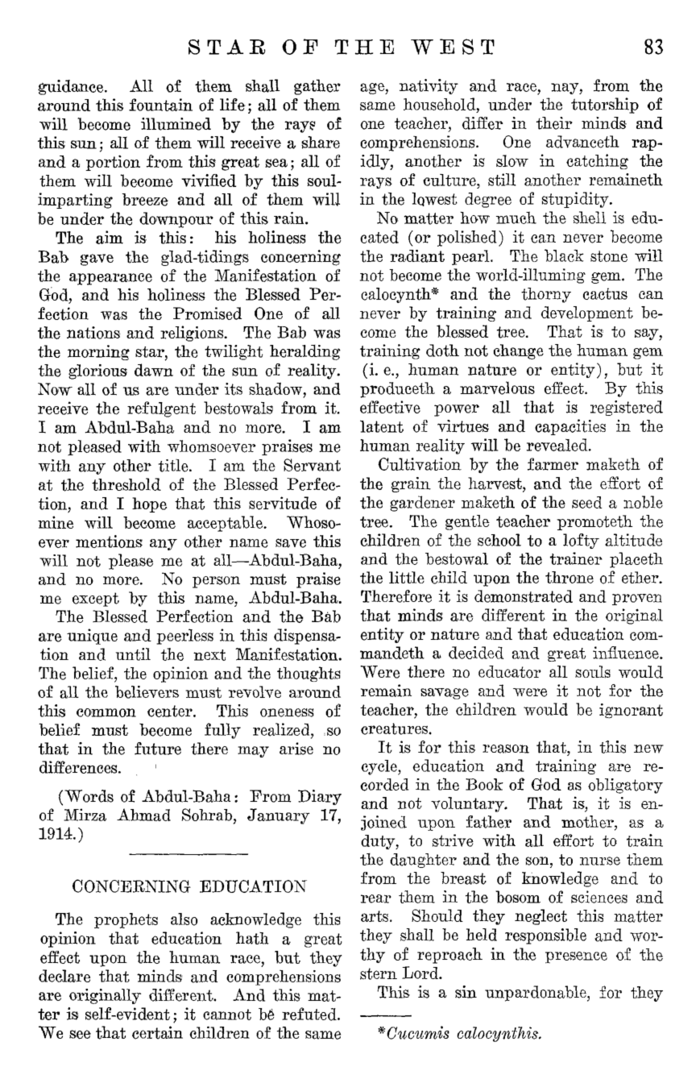 STAR OF THE WEST 83
guidance. All of them shall gather
around this fountain of life; all of them
will become illumined by the rays of
this sun; all of them will receive a share
and a portion from this great sea; all of
them will become vivified by this soul-
imparting breeze and all of them will
be under the downpour of this rain.
The aim is this: his holiness the
Bab gave the glad-tidings concerning
the appearance of the Manifestation of
God, and his holiness the Blessed Per-
fection was the Promised One of all
the nations and religions. The Bab was
the morning star, the twilight heralding
the glorious dawn of the sun of reality.
Now all of us are under its shadow, and
receive the refulgent bestowals from it.
I am Abdul-Baha and no more. I am
not pleased with whomsoever praises me
with any other title. I am the Servant
at the threshold of the Blessed Perfec-
tion, and I hope that this servitude of
mine will become acceptable. Whoso-
ever mentions any other name save this
will not please me at all—Abdul-Baha,
and no more. No person must praise
me except by this name, Abdul-Baha.
The Blessed Perfection and the Bab
are unique and peerless in this dispensa-
tion and until the next Manifestation.
The belief, the opinion and the thoughts
of all the believers must revolve around
this common center. This oneness of
belief must become fully realized, so
that in the future there may arise no
differences.
(Words of Abdul-Baha: From Diary
of Mirza Ahmad Sohrab, January 17,
1914.)
CONCERNING EDUCATION
The prophets also acknowledge this
opinion that education hath a great
effect upon the human race, but they
declare that minds and comprehensions
are originally different. And this mat-
ter is self-evident; it cannot be refuted.
We see that certain children of the same
age, nativity and race, nay, from the
same household, under the tutorship of
one teacher, differ in their minds and
comprehensions. One advanceth rap-
idly, another is slow in catching the
rays of culture, still another remaineth
in the lowest degree of stupidity.
No matter how much the shell is edu-
cated (or polished) it can never become
the radiant pearl. The black stone will
not become the world-illuming gem. The
calocynth* and the thorny cactus can
never by training and development be-
come the blessed tree. That is to say,
training doth not change the human gem
(i. e., human nature or entity), but it
produceth a marvelous effect. By this
effective power all that is registered
latent of virtues and capacities in the
human reality will be revealed.
Cultivation by the farmer maketh of
the grain the harvest, and the effort of
the gardener maketh of the seed a noble
tree. The gentle teacher promoteth the
children of the school to a lofty altitude
and the bestowal of the trainer placeth
the little child upon the throne of ether.
Therefore it is demonstrated and proven
that minds are different in the original
entity or nature and that education com-
mandeth a decided and great influence.
Were there no educator all souls would
remain savage and were it not for the
teacher, the children would be ignorant
creatures.
It is for this reason that, in this new
cycle, education and training are re-
corded in the Book of God as obligatory
and not voluntary. That is, it is en-
joined upon father and mother, as a
duty, to strive with all effort to train
the daughter and the son, to nurse them
from the breast of knowledge and to
rear them in the bosom of sciences and
arts. Should they neglect this matter
they shall be held responsible and wor-
thy of reproach in the presence of the
stern Lord.
This is a sin unpardonable, for they
*Cucumis calocynthis.